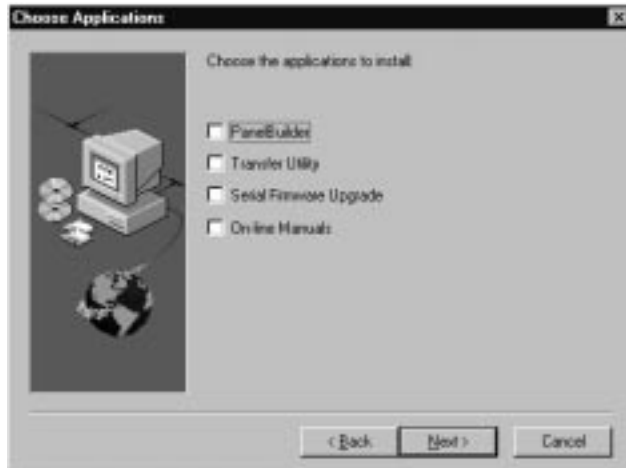 Choose Applications
Choose the applications to install:
PanelBuilder
Transfer Utility
Serial Firmware Upgrade
On-line Manuals
< Back
Next >
Cancel